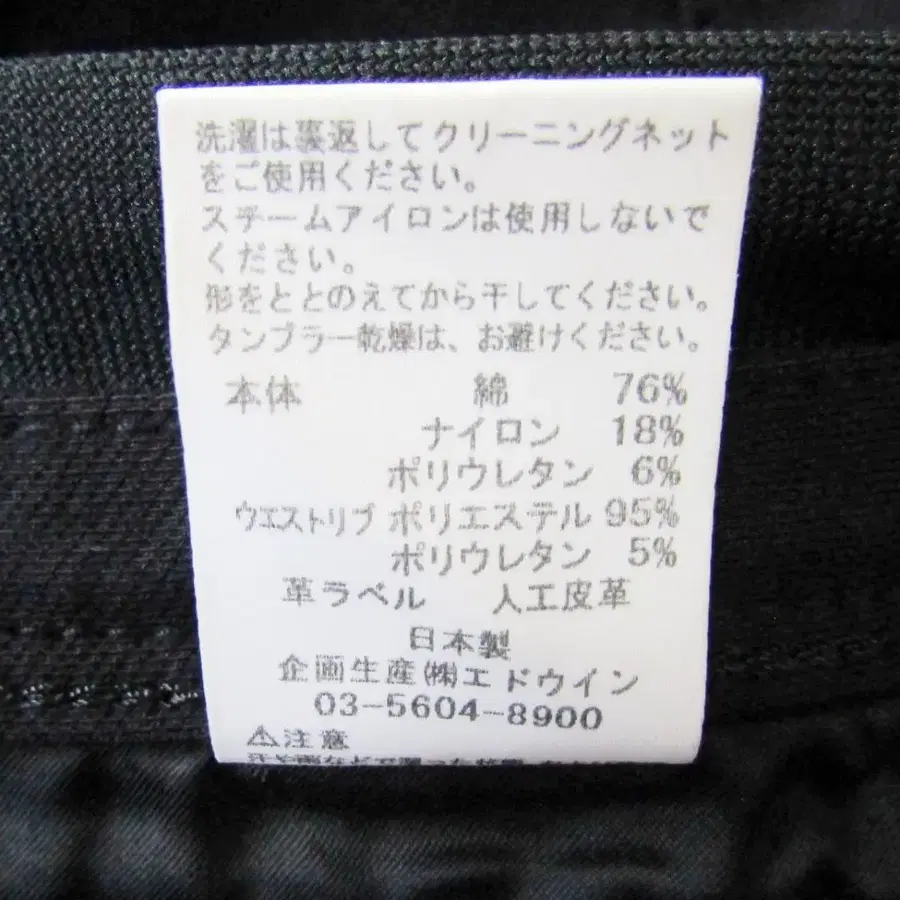 洗濯は裏返してクリーニングネット
をご使用ください。
スチームアイロンは使用しないで
ください。
形をととのえてから干してください。
タンブラー乾燥は、お避けください。
本体 綿 76%
ナイロン 18%
ポリウレタン 6%
ウエストリブ ポリエステル 95%
ポリウレタン 5%
革ラベル 人工皮革
日本製
企画生産㈱エドウイン
03-5604-8900
⚠注意